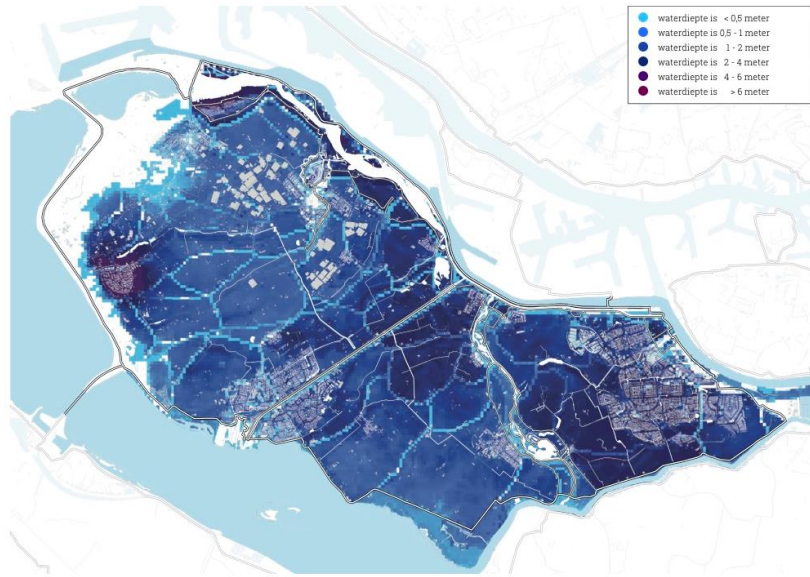 waterdiepte is < 0,5 meter
waterdiepte is 0,5 - 1 meter
waterdiepte is 1 - 2 meter
waterdiepte is 2 - 4 meter
waterdiepte is 4 - 6 meter
waterdiepte is > 6 meter